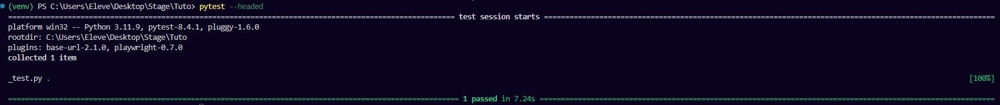 (venv) PS C:\Users\Eleve\Desktop\Stage\Tuto> pytest --headed
========================= test session starts =========================
platform win32 -- Python 3.11.9, pytest-8.4.1, pluggy-1.6.0
rootdir: C:\Users\Eleve\Desktop\Stage\Tuto
plugins: base-url-2.1.0, playwright-0.7.0
collected 1 item
_test.py . [100%]
========================= 1 passed in 7.24s =========================